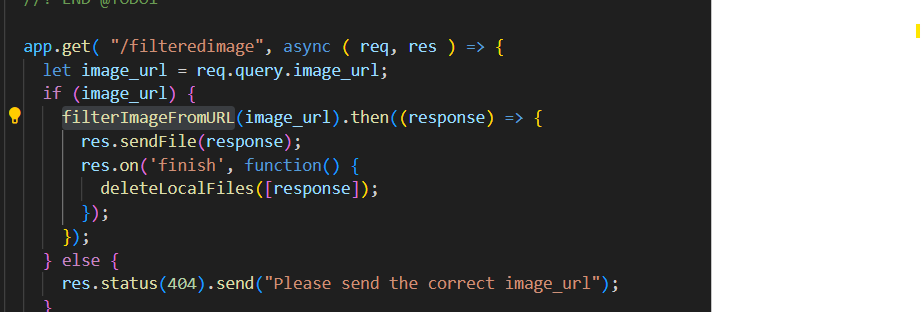 //! END @TODO1
app.get( "/filteredimage", async ( req, res ) => {
let image_url = req.query.image_url;
if (image_url) {
filterImageFromURL(image_url).then((response) => {
res.sendFile(response);
res.on('finish', function() {
deleteLocalFiles([response]);
});
});
} else {
res.status(404).send("Please send the correct image_url");
}